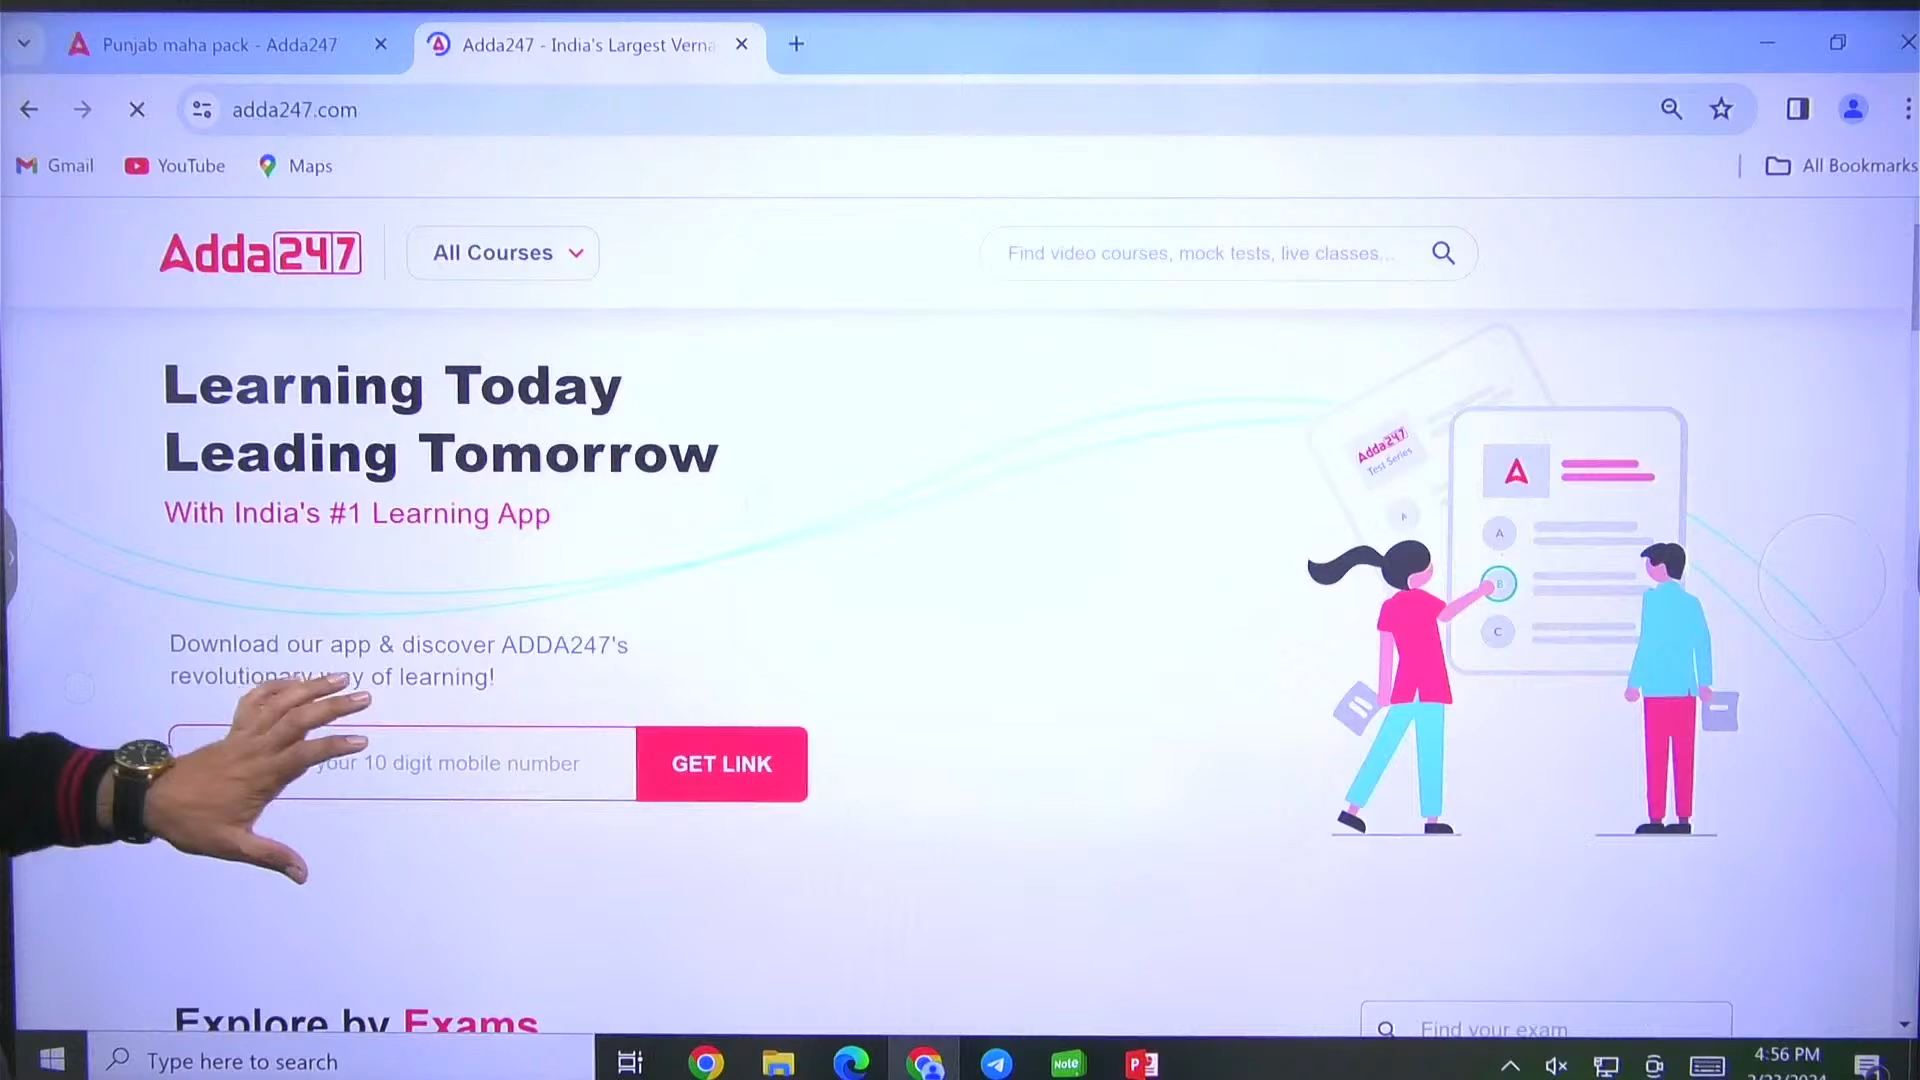 Punjab maha pack - Adda247
Adda247 - India's Largest Verna
adda247.com
Gmail
YouTube
Maps
All Bookmarks
Adda247
All Courses
Find video courses, mock tests, live classes...
Learning Today
Leading Tomorrow
With India's #1 Learning App
Adda247
Test Series
A
A
B
C
Download our app & discover ADDA247's
of learning!
your 10 digit mobile number
GET LINK
Explore by Exams
Find your exam
Type here to search
Note
P
4:56 PM